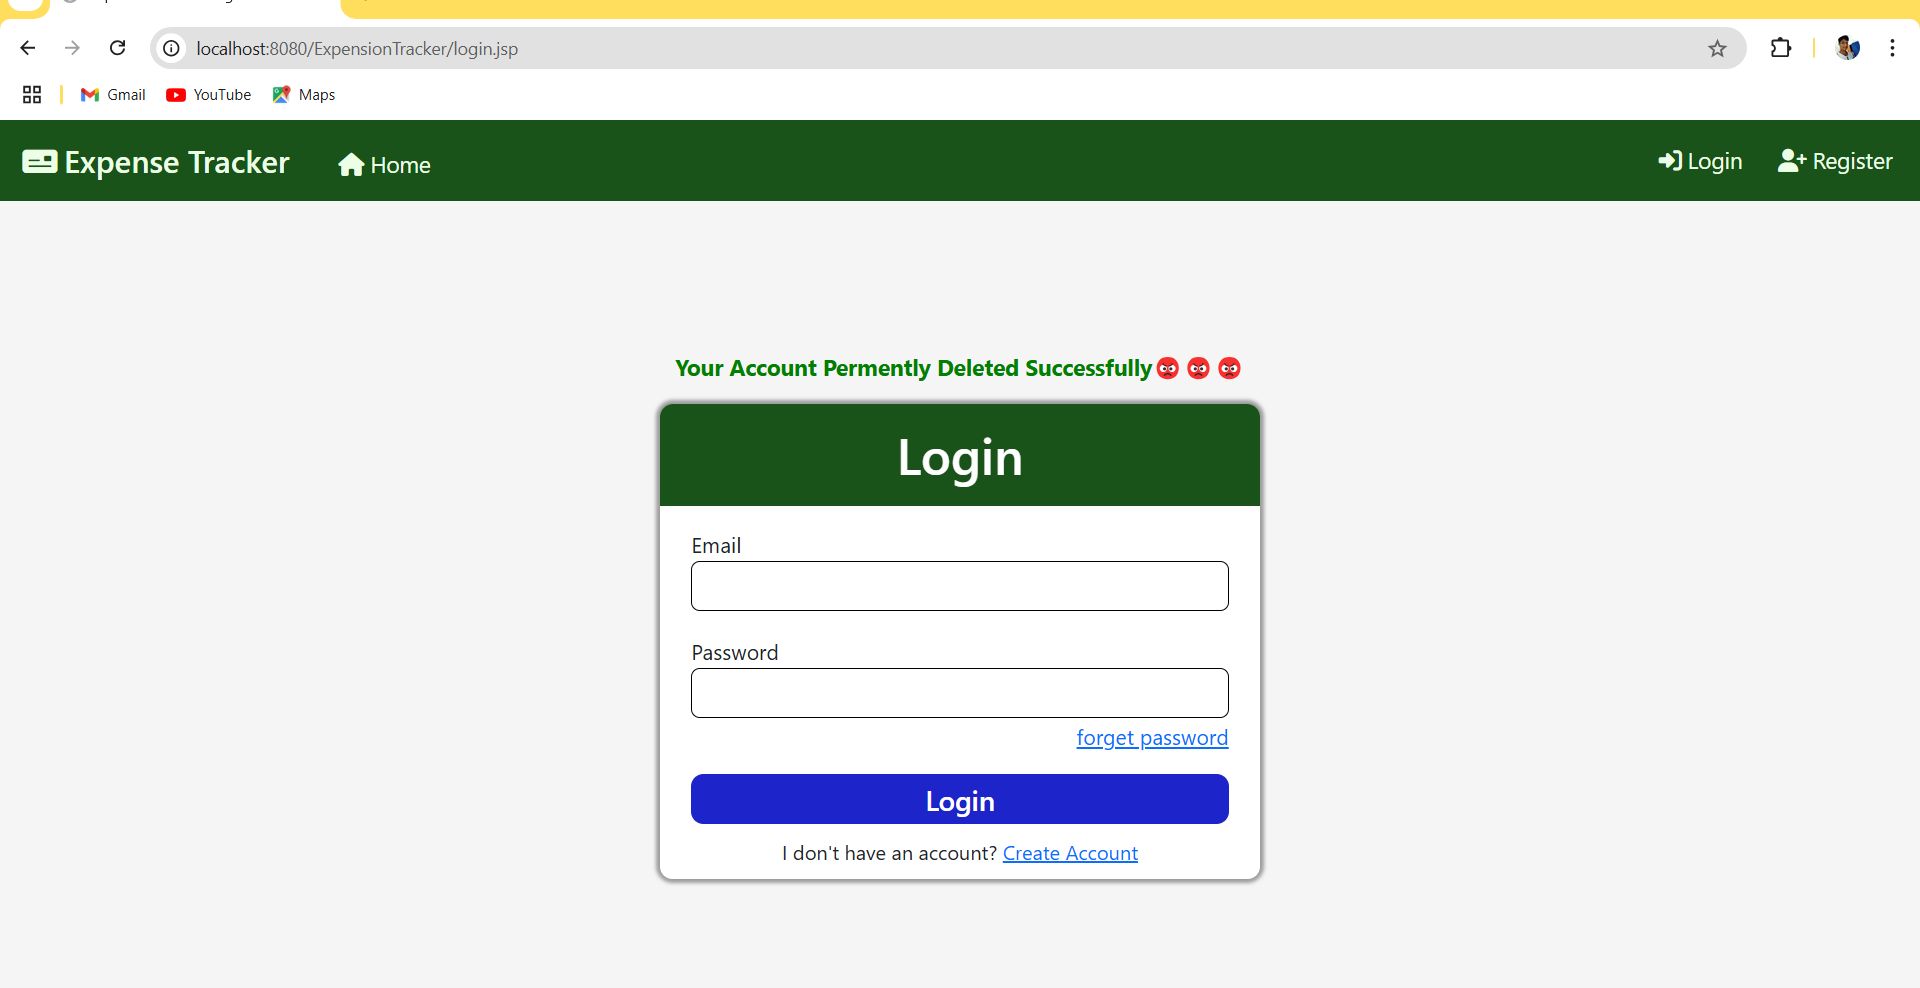 localhost:8080/ExpensionTracker/login.jsp
Gmail YouTube Maps
Expense Tracker Home Login Register
Your Account Permently Deleted Successfully😡 😡 😡
Login
Email
Password
forget password
Login
I don't have an account? Create Account